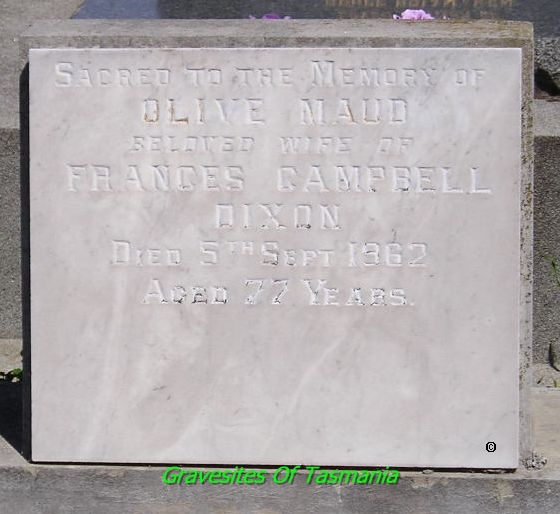 Sacred to the Memory of
OLIVE MAUD
BELOVED WIFE OF
FRANCES CAMPBELL
DIXON
Died 5th Sept 1962
Aged 77 Years.
©
Gravesites Of Tasmania